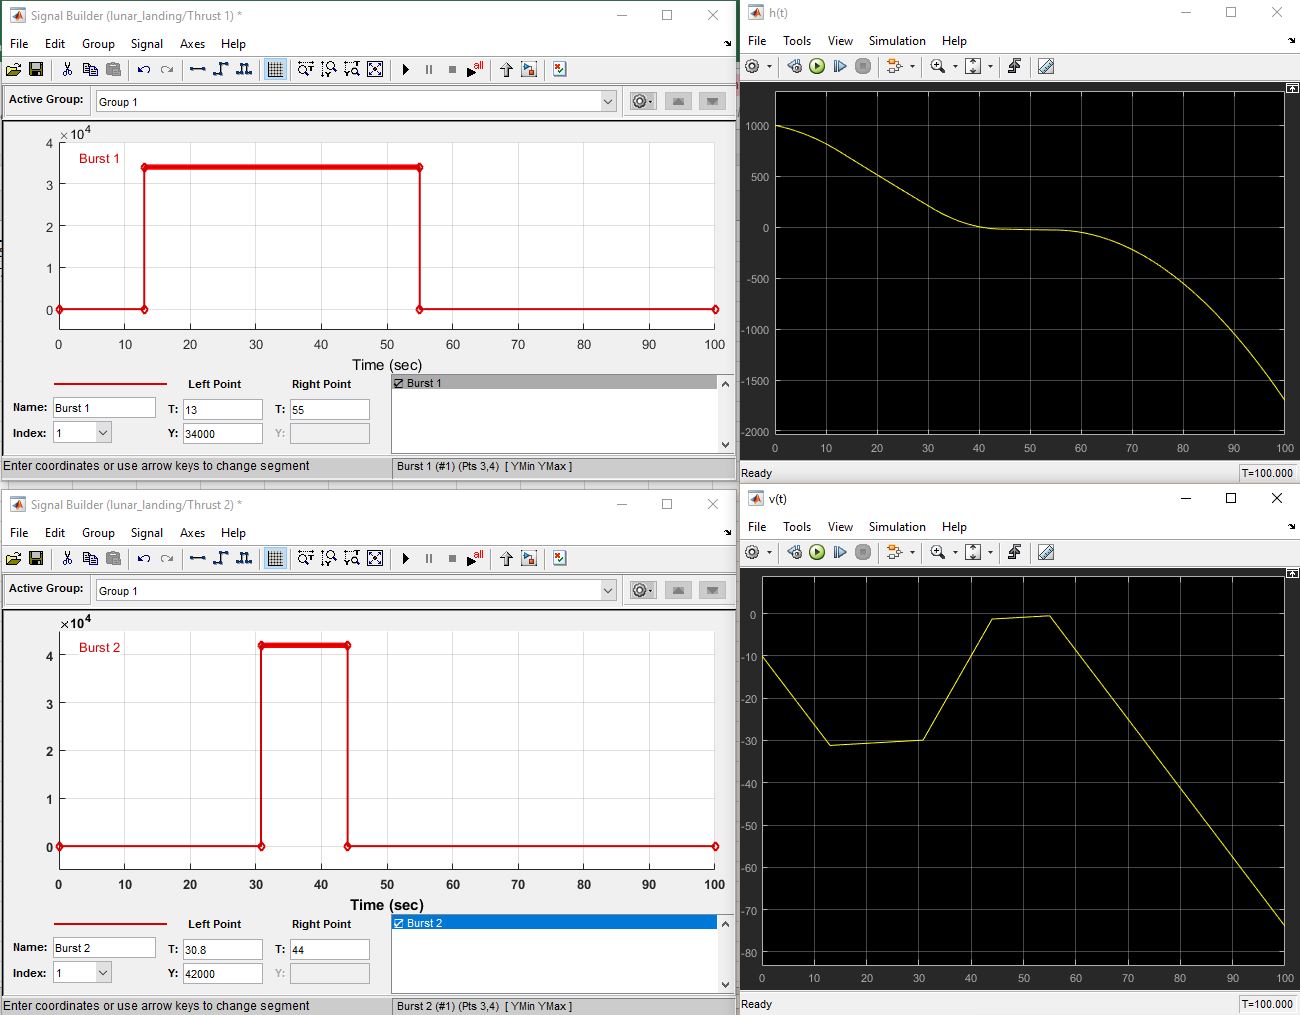 Signal Builder (lunar_landing/Thrust 1) *
File Edit Group Signal Axes Help
all
Active Group: Group 1
×10^4
Burst 1
4
3
2
1
0
0 10 20 30 40 50 60 70 80 90 100
Time (sec)
Left Point Right Point
Name: Burst 1 T: 13 T: 55
Index: 1 Y: 34000 Y:
Burst 1
Enter coordinates or use arrow keys to change segment
Burst 1 (#1) (Pts 3,4) [ YMin YMax ]
Signal Builder (lunar_landing/Thrust 2) *
File Edit Group Signal Axes Help
all
Active Group: Group 1
×10^4
Burst 2
4
3
2
1
0
0 10 20 30 40 50 60 70 80 90 100
Time (sec)
Left Point Right Point
Name: Burst 2 T: 30.8 T: 44
Index: 1 Y: 42000 Y:
Burst 2
Enter coordinates or use arrow keys to change segment
Burst 2 (#1) (Pts 3,4) [ YMin YMax ]
h(t)
File Tools View Simulation Help
1000
500
0
-500
-1000
-1500
-2000
0 10 20 30 40 50 60 70 80 90 100
Ready T=100.000
v(t)
File Tools View Simulation Help
0
-10
-20
-30
-40
-50
-60
-70
-80
0 10 20 30 40 50 60 70 80 90 100
Ready T=100.000